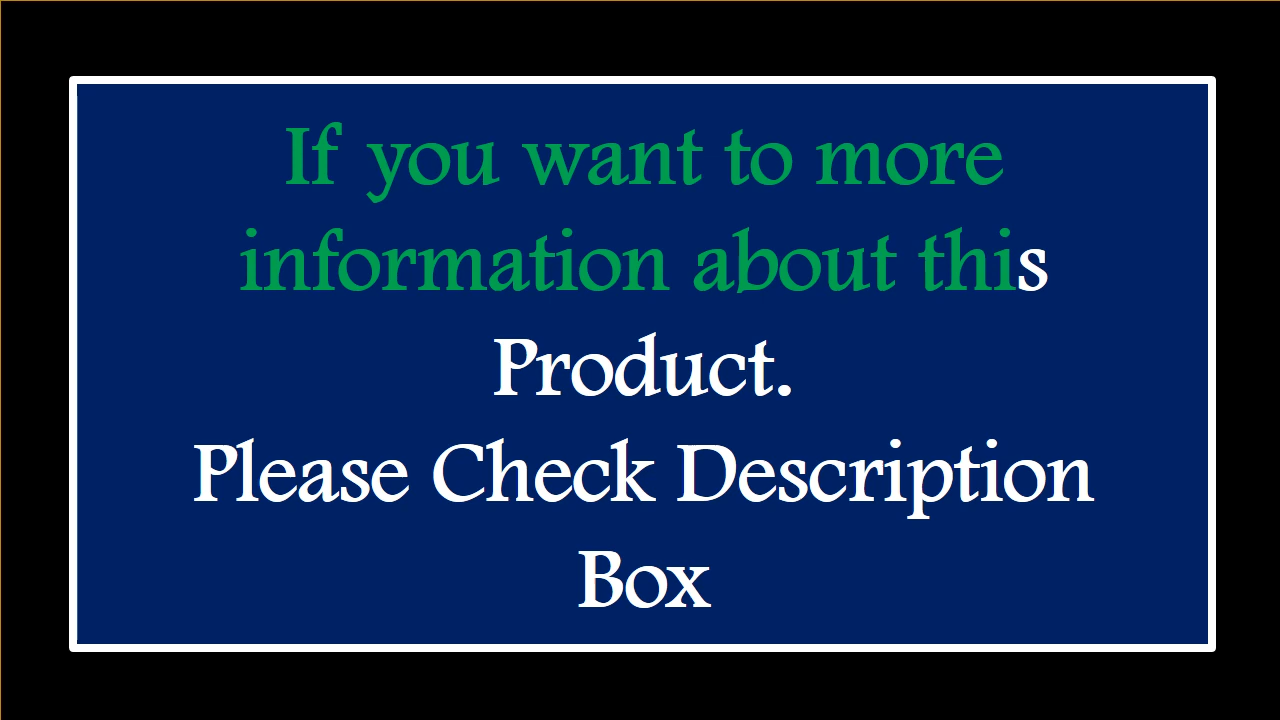 If you want to more
information about this
Product.
Please Check Description
Box